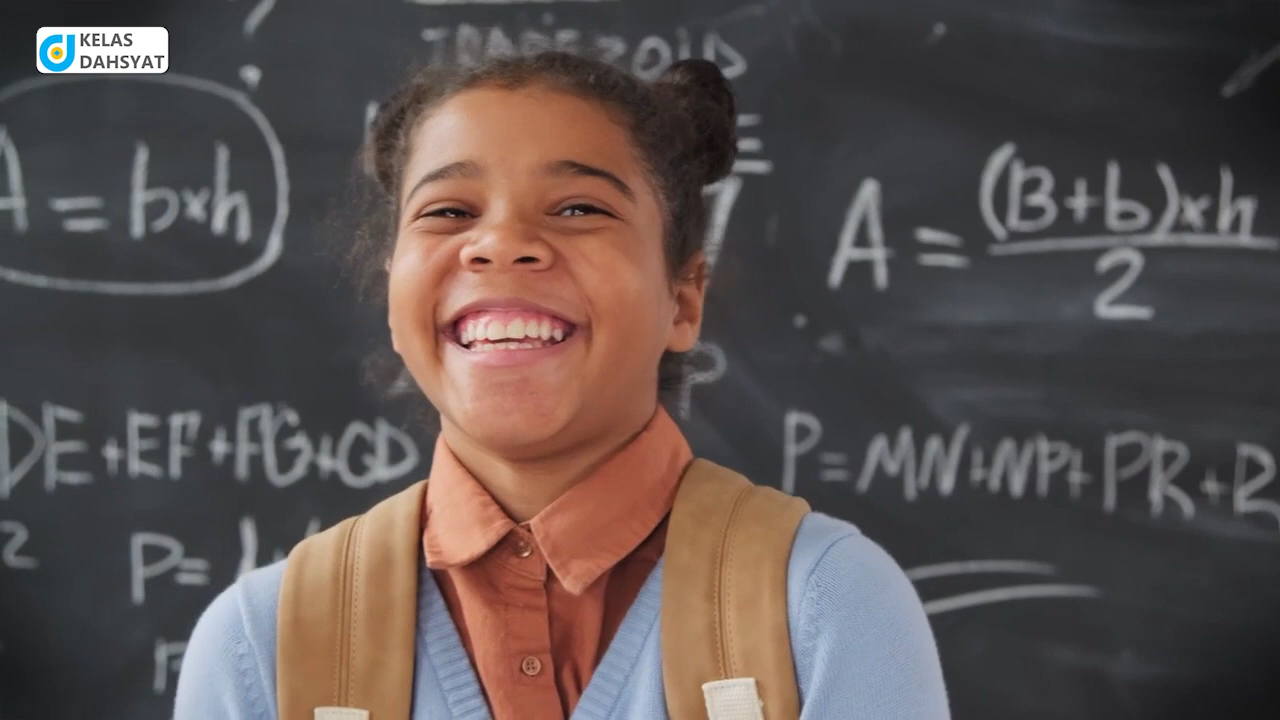 KELAS
DAHSYAT
TRAPEZOID
A = b×h
A = (B+b)×h
2
DE+EF+FG+GD
P=MN+NP+PR+R
P=